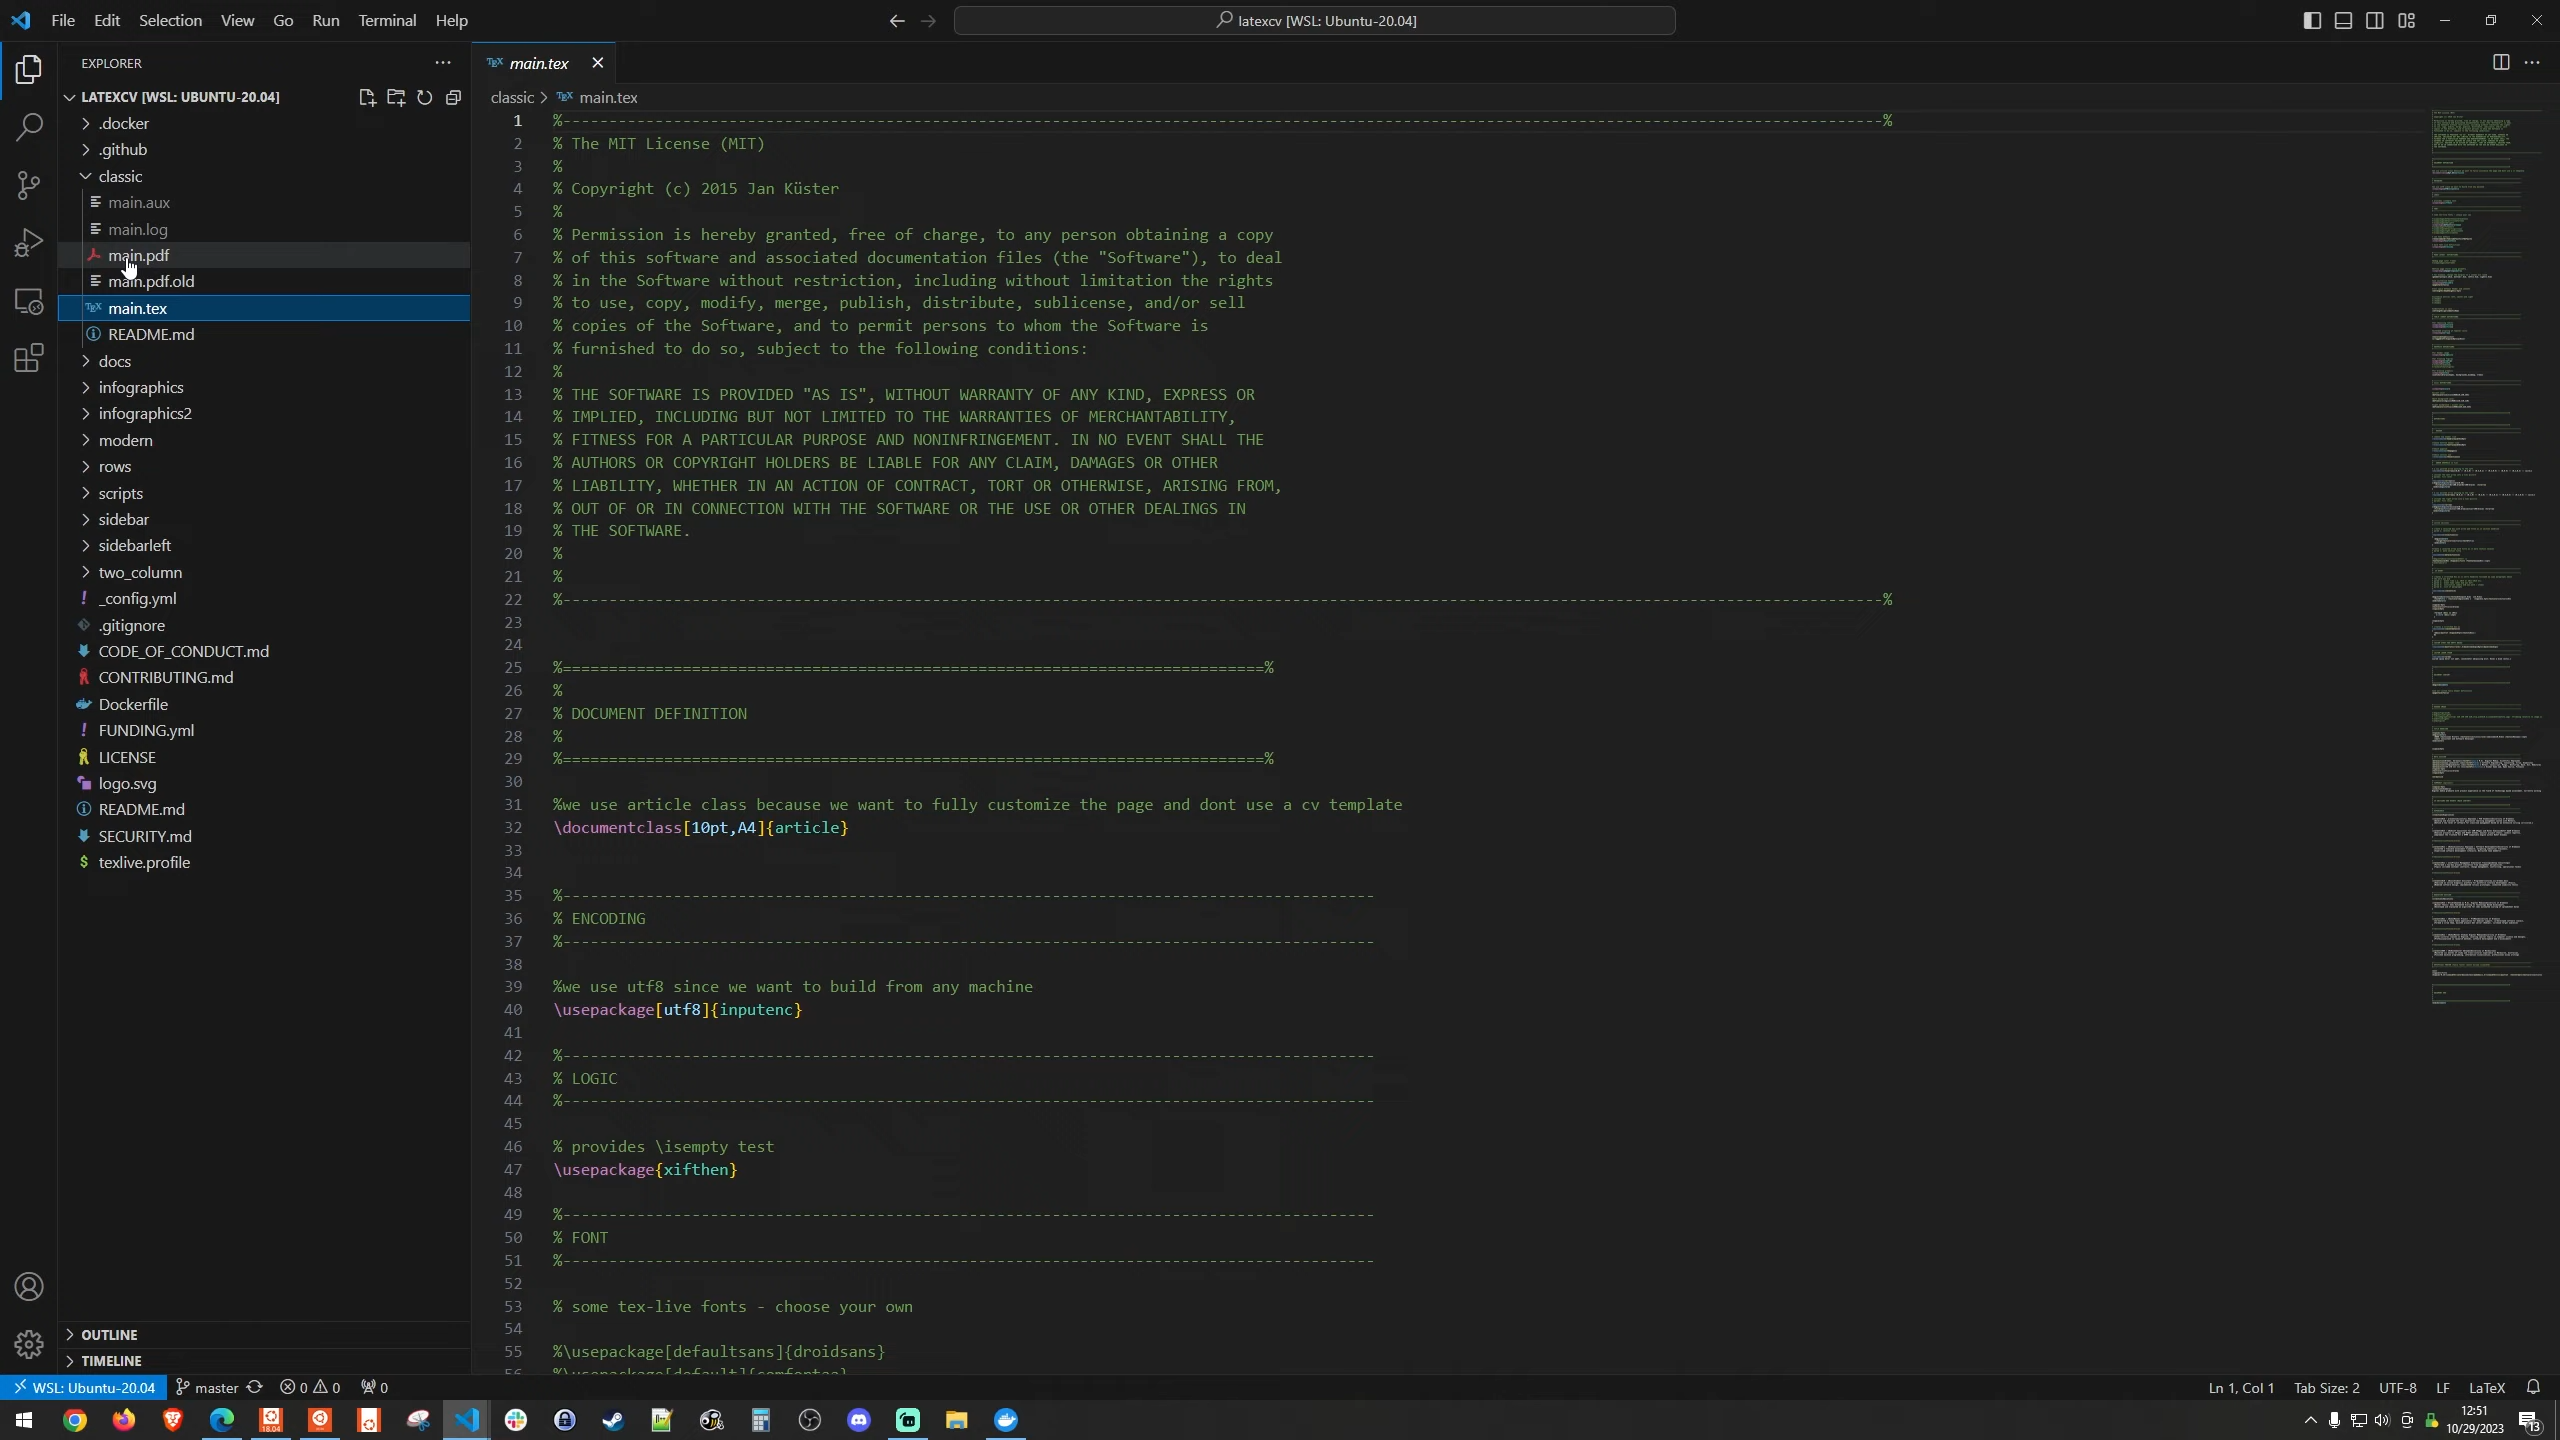 File Edit Selection View Go Run Terminal Help
latexcv [WSL: Ubuntu-20.04]
EXPLORER
LATEXCV [WSL: UBUNTU-20.04]
.docker
.github
classic
main.aux
main.log
main.pdf
main.pdf.old
main.tex
README.md
docs
infographics
infographics2
modern
rows
scripts
sidebar
sidebarleft
two_column
_config.yml
.gitignore
CODE_OF_CONDUCT.md
CONTRIBUTING.md
Dockerfile
FUNDING.yml
LICENSE
logo.svg
README.md
SECURITY.md
texlive.profile
OUTLINE
TIMELINE
main.tex
classic > main.tex
1 %-----------------------------------------------------------------------------------------------------------------------------------------------%
2 % The MIT License (MIT)
3 %
4 % Copyright (c) 2015 Jan Küster
5 %
6 % Permission is hereby granted, free of charge, to any person obtaining a copy
7 % of this software and associated documentation files (the "Software"), to deal
8 % in the Software without restriction, including without limitation the rights
9 % to use, copy, modify, merge, publish, distribute, sublicense, and/or sell
10 % copies of the Software, and to permit persons to whom the Software is
11 % furnished to do so, subject to the following conditions:
12 %
13 % THE SOFTWARE IS PROVIDED "AS IS", WITHOUT WARRANTY OF ANY KIND, EXPRESS OR
14 % IMPLIED, INCLUDING BUT NOT LIMITED TO THE WARRANTIES OF MERCHANTABILITY,
15 % FITNESS FOR A PARTICULAR PURPOSE AND NONINFRINGEMENT. IN NO EVENT SHALL THE
16 % AUTHORS OR COPYRIGHT HOLDERS BE LIABLE FOR ANY CLAIM, DAMAGES OR OTHER
17 % LIABILITY, WHETHER IN AN ACTION OF CONTRACT, TORT OR OTHERWISE, ARISING FROM,
18 % OUT OF OR IN CONNECTION WITH THE SOFTWARE OR THE USE OR OTHER DEALINGS IN
19 % THE SOFTWARE.
20 %
21 %
22 %-----------------------------------------------------------------------------------------------------------------------------------------------%
23
24
25 %============================================================================%
26 %
27 % DOCUMENT DEFINITION
28 %
29 %============================================================================%
30
31 %we use article class because we want to fully customize the page and dont use a cv template
32 \documentclass[10pt,A4]{article}
33
34
35 %----------------------------------------------------------------------------------------
36 % ENCODING
37 %----------------------------------------------------------------------------------------
38
39 %we use utf8 since we want to build from any machine
40 \usepackage[utf8]{inputenc}
41
42 %----------------------------------------------------------------------------------------
43 % LOGIC
44 %----------------------------------------------------------------------------------------
45
46 % provides \isempty test
47 \usepackage{xifthen}
48
49 %----------------------------------------------------------------------------------------
50 % FONT
51 %----------------------------------------------------------------------------------------
52
53 % some tex-live fonts - choose your own
54
55 %\usepackage[defaultsans]{droidsans}
56 %\usepackage[default]{comfortaa}
WSL: Ubuntu-20.04 master 0 0 0
Ln 1, Col 1 Tab Size: 2 UTF-8 LF LaTeX
18.04
12:51
10/29/2023
13